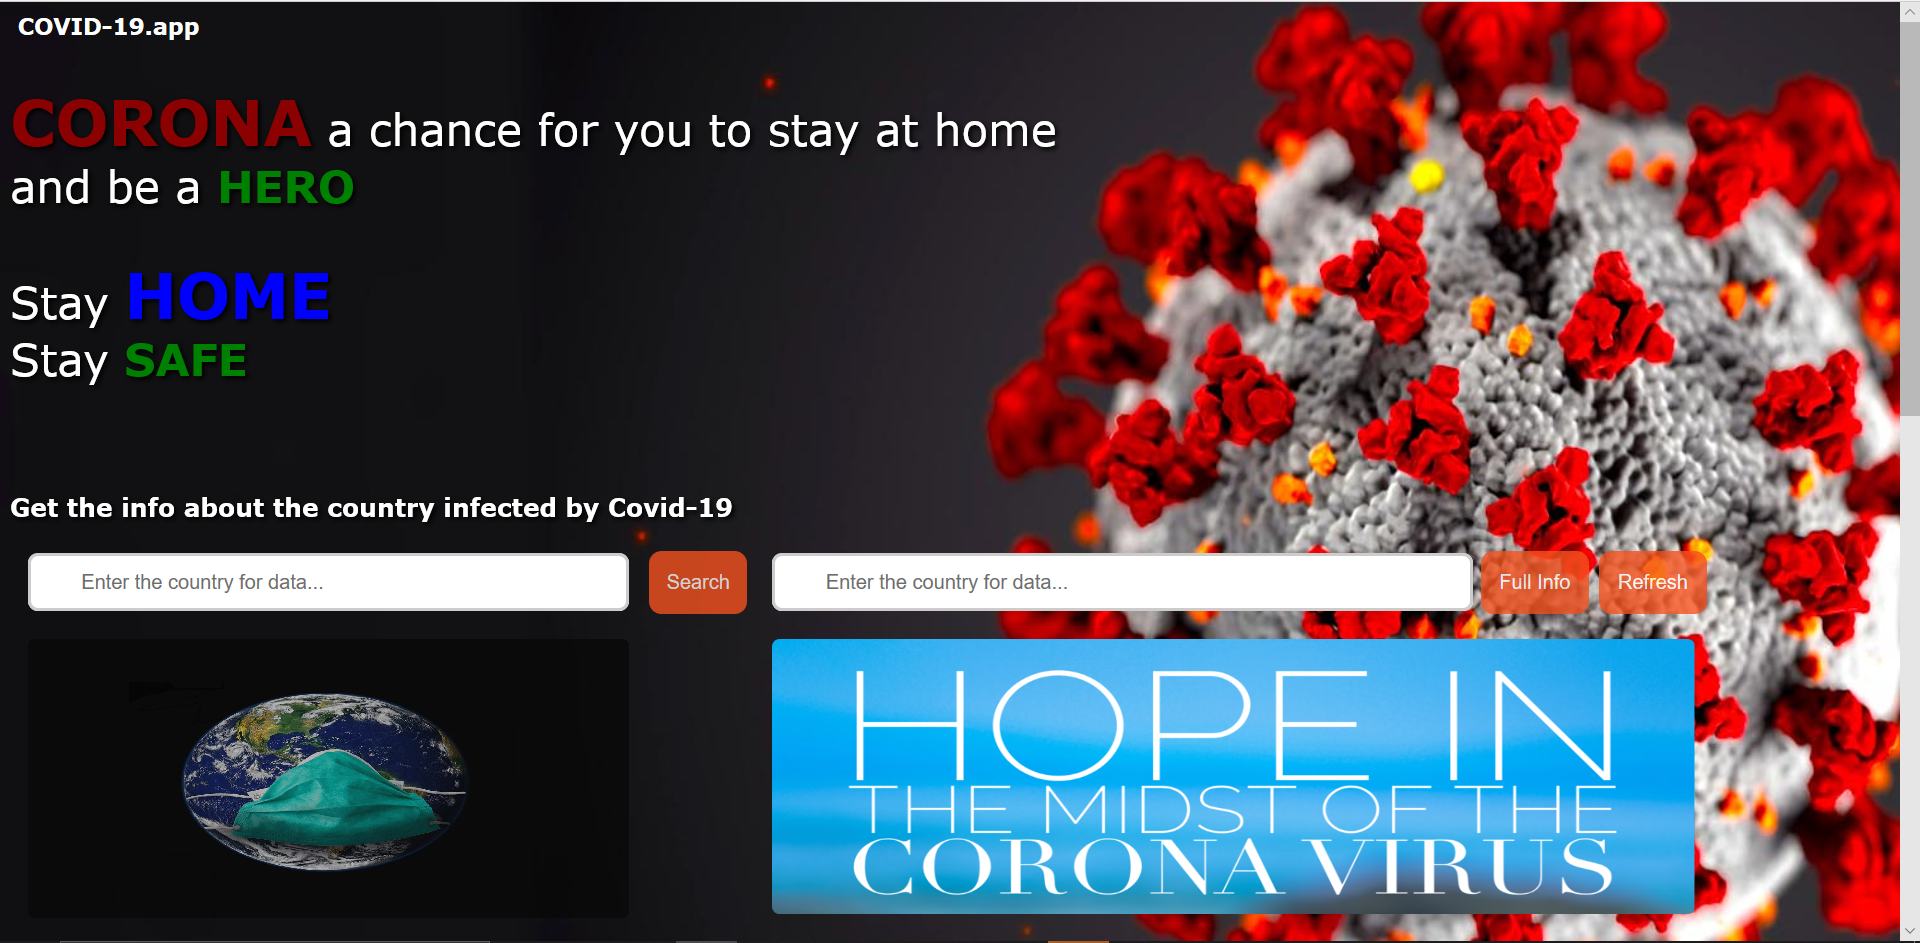 COVID-19.app
CORONA a chance for you to stay at home
and be a HERO
Stay HOME
Stay SAFE
Get the info about the country infected by Covid-19
Enter the country for data...
Search
Enter the country for data...
Full Info
Refresh
HOPE IN
THE MIDST OF THE
CORONA VIRUS